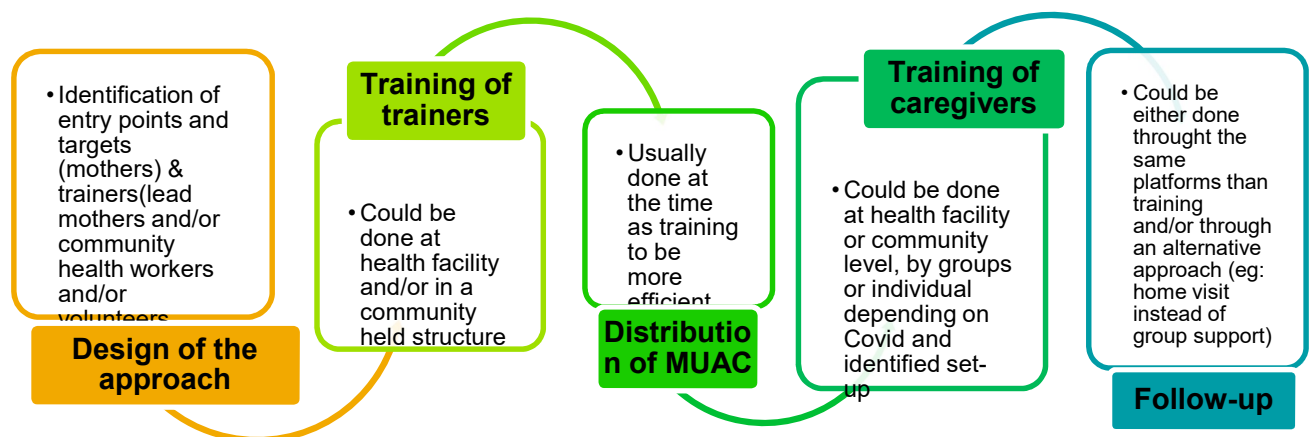 • Identification of
entry points and
targets
(mothers) &
trainers(lead
mothers and/or
community
health workers
and/or
volunteers
Design of the
approach
Training of
trainers
• Could be
done at
health facility
and/or in a
community
held structure
• Usually
done at
the time
as training
to be
more
efficient
Distributio
n of MUAC
Training of
caregivers
• Could be done
at health facility
or community
level, by groups
or individual
depending on
Covid and
identified set-
up
• Could be
either done
throught the
same
platforms than
training
and/or through
an alternative
approach (eg:
home visit
instead of
group support)
Follow-up